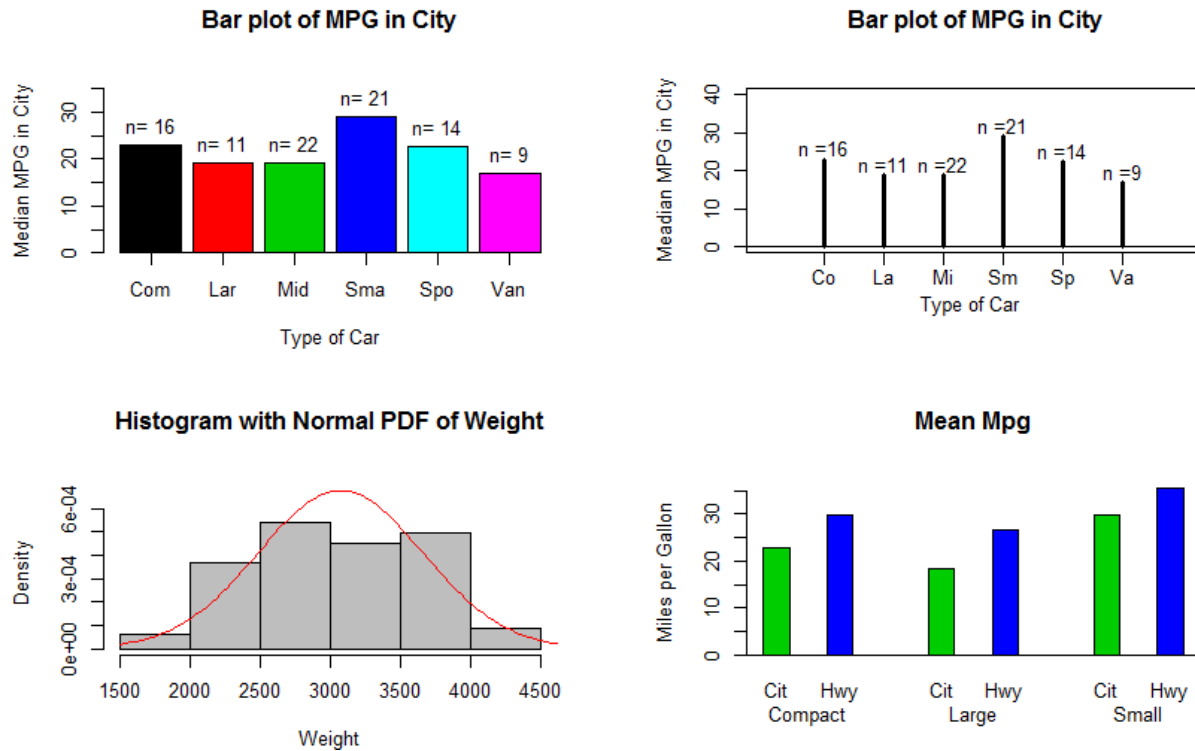 Bar plot of MPG in City
Median MPG in City
0 10 20 30
n= 16 n= 11 n= 22 n= 21 n= 14 n= 9
Com Lar Mid Sma Spo Van
Type of Car
Bar plot of MPG in City
Meadian MPG in City
0 10 20 30 40
n =16 n =11 n =22 n =21 n =14 n =9
Co La Mi Sm Sp Va
Type of Car
Histogram with Normal PDF of Weight
Density
0e+00 3e-04 6e-04
1500 2000 2500 3000 3500 4000 4500
Weight
Mean Mpg
Miles per Gallon
0 10 20 30
Cit Hwy Cit Hwy Cit Hwy
Compact Large Small